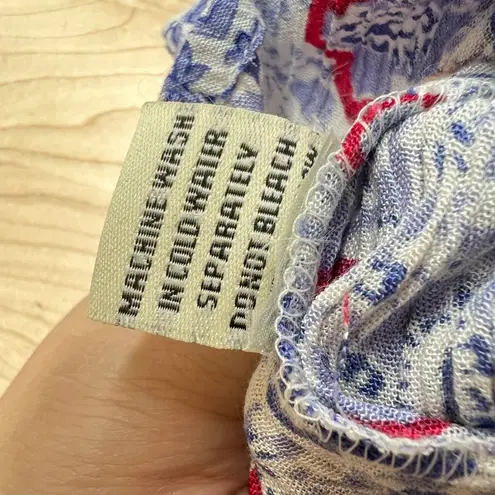 MACHINE WASH
IN COLD WATER
SEPARATELY
DO NOT BLEACH